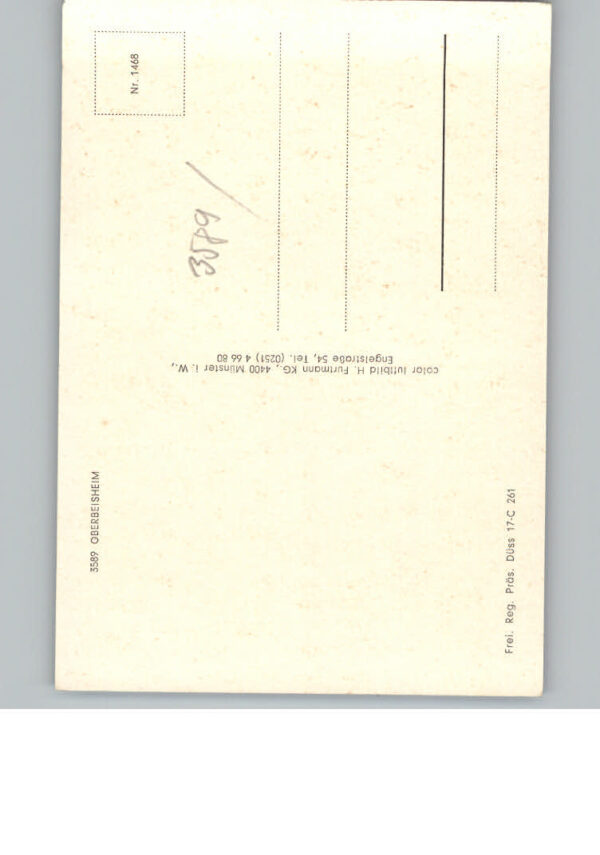 3589 OBERBEISHEIM
Nr. 1468
3589/
color luftbild H. Furtmann KG., 4400 Münster i. W.,
Engelstraße 54, Tel. (0251) 4 66 80
Frei. Reg. Präs. Düss 17-C 261